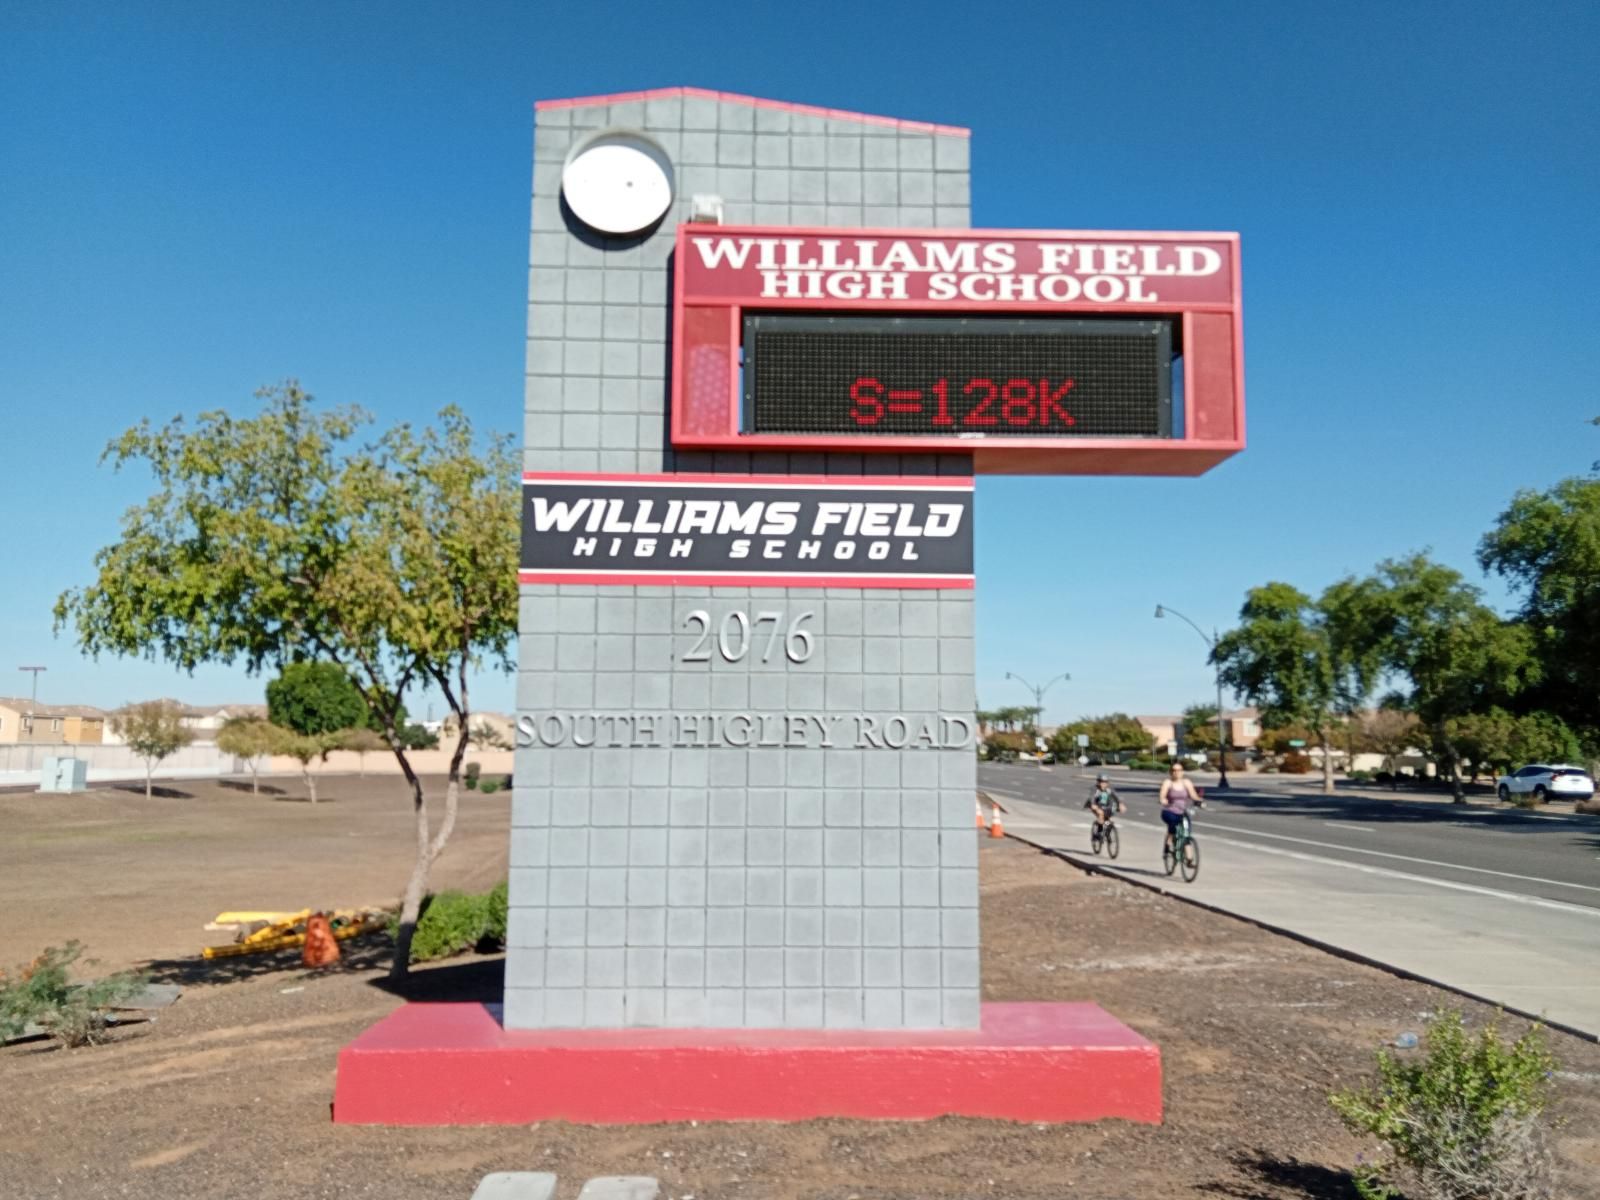 WILLIAMS FIELD
HIGH SCHOOL
S=128K
WILLIAMS FIELD
HIGH SCHOOL
2076
SOUTH HIGLEY ROAD